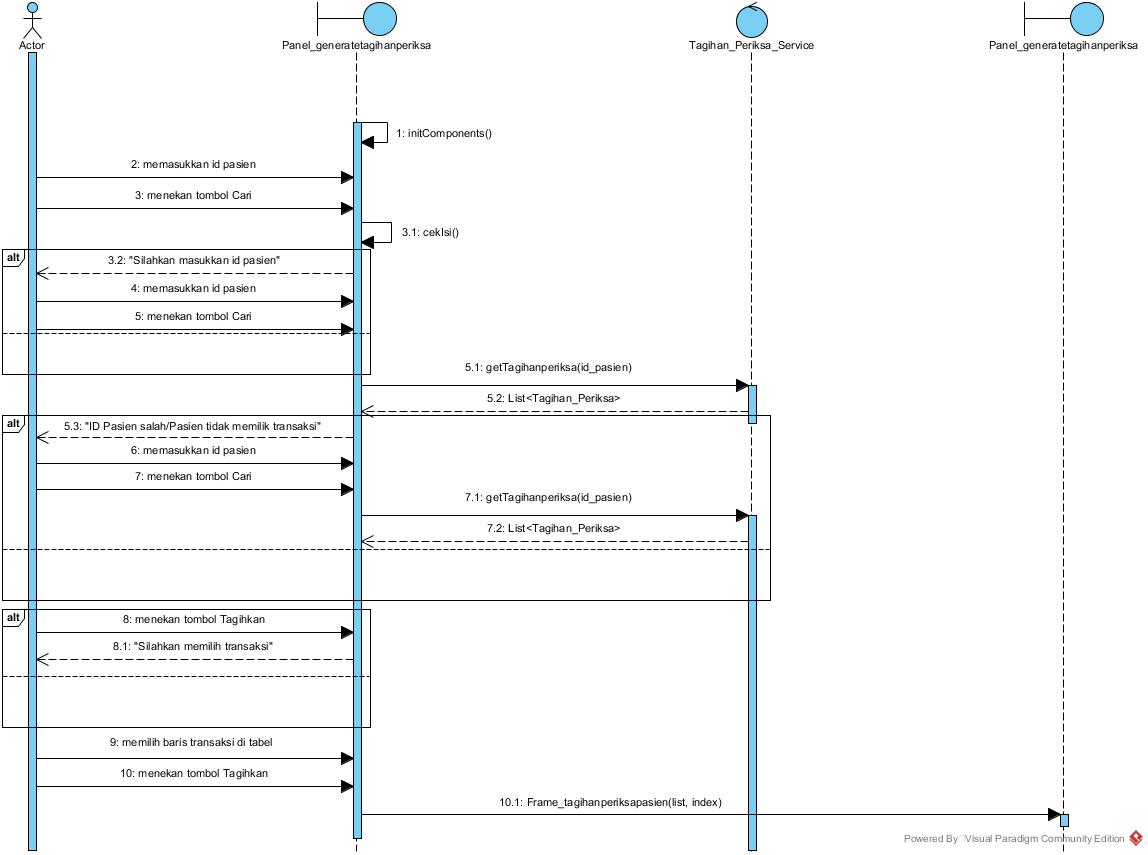 Actor
Panel_generatetagihanperiksa
Tagihan_Periksa_Service
Panel_generatetagihanperiksa
1: initComponents()
2: memasukkan id pasien
3: menekan tombol Cari
3.1: cekIsi()
alt
3.2: "Silahkan masukkan id pasien"
4: memasukkan id pasien
5: menekan tombol Cari
5.1: getTagihanperiksa(id_pasien)
5.2: List<Tagihan_Periksa>
alt
5.3: "ID Pasien salah/Pasien tidak memilik transaksi"
6: memasukkan id pasien
7: menekan tombol Cari
7.1: getTagihanperiksa(id_pasien)
7.2: List<Tagihan_Periksa>
alt
8: menekan tombol Tagihkan
8.1: "Silahkan memilih transaksi"
9: memilih baris transaksi di tabel
10: menekan tombol Tagihkan
10.1: Frame_tagihanperiksapasien(list, index)
Powered By Visual Paradigm Community Edition